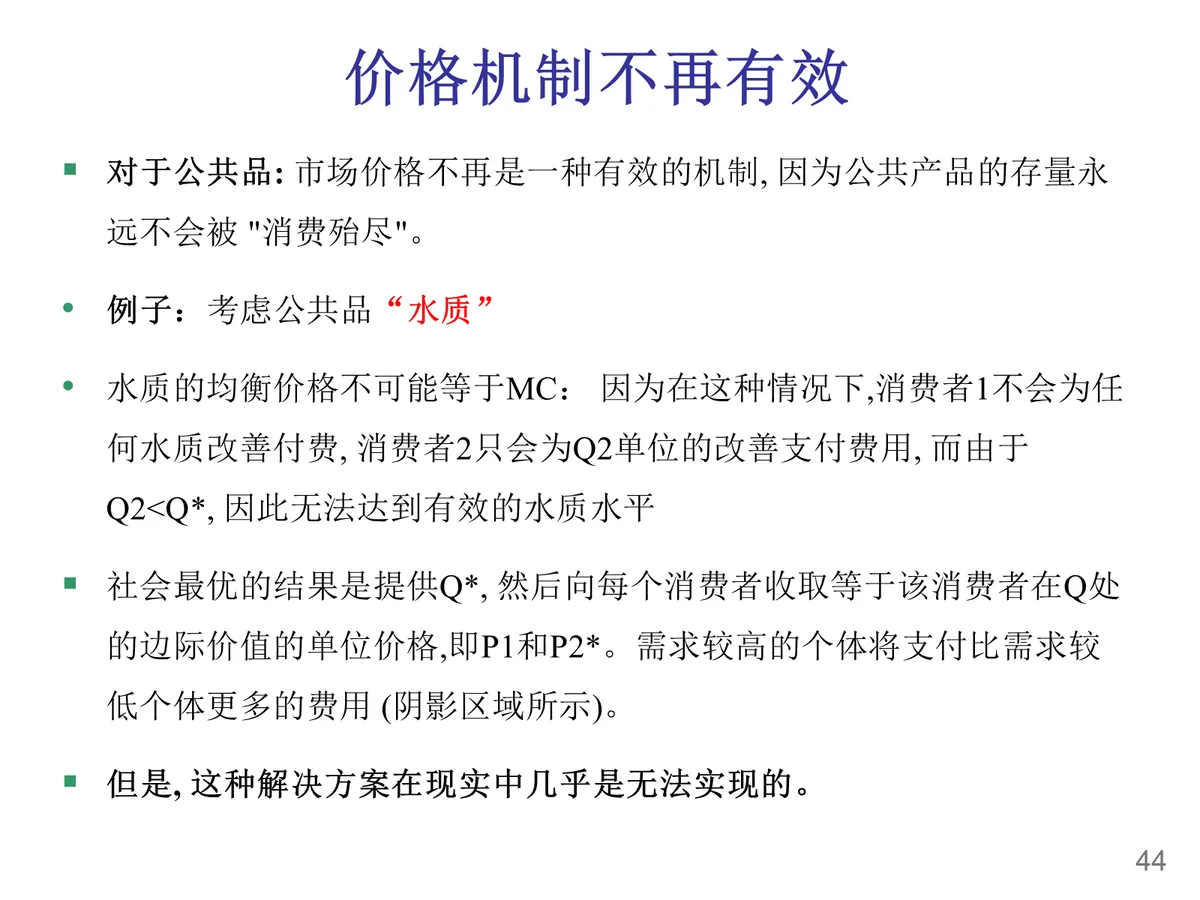 价格机制不再有效
▪ 对于公共品: 市场价格不再是一种有效的机制, 因为公共产品的存量永
远不会被 "消费殆尽"。
• 例子：考虑公共品“水质”
• 水质的均衡价格不可能等于MC： 因为在这种情况下,消费者1不会为任
何水质改善付费, 消费者2只会为Q2单位的改善支付费用, 而由于
Q2<Q*, 因此无法达到有效的水质水平
▪ 社会最优的结果是提供Q*, 然后向每个消费者收取等于该消费者在Q处
的边际价值的单位价格,即P1和P2*。需求较高的个体将支付比需求较
低个体更多的费用 (阴影区域所示)。
▪ 但是, 这种解决方案在现实中几乎是无法实现的。
44